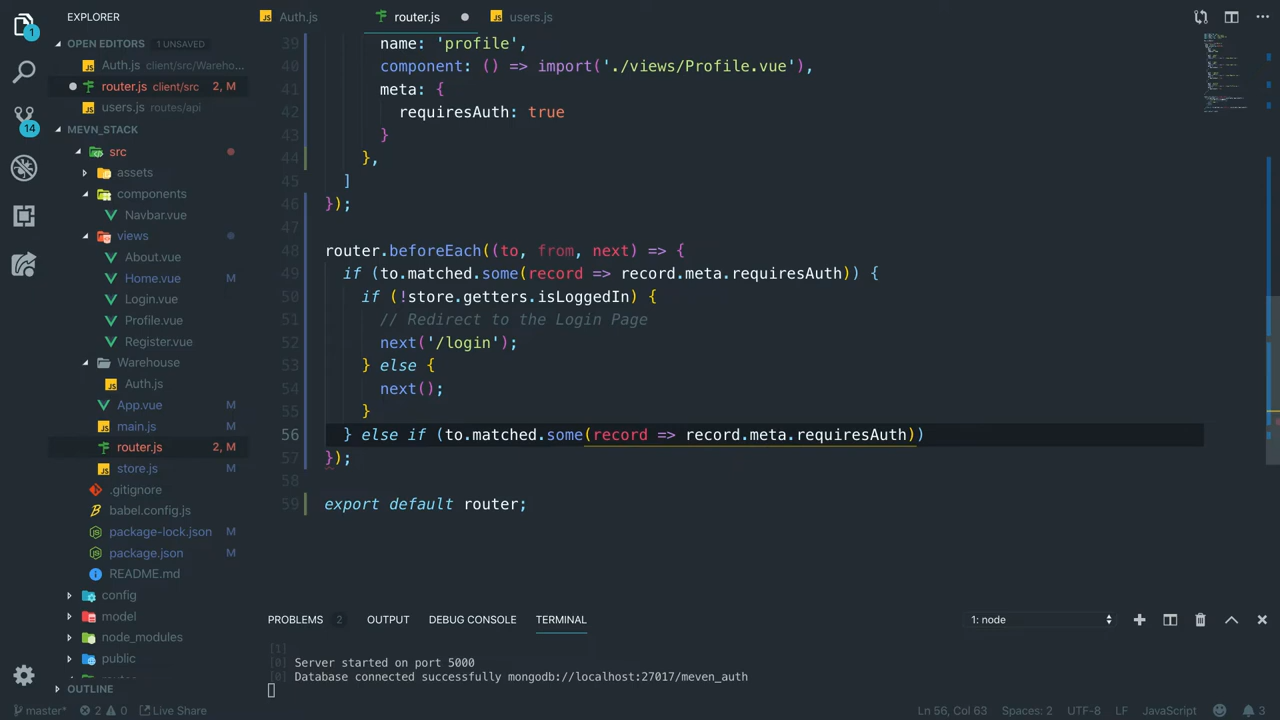 EXPLORER
Auth.js
router.js
users.js
OPEN EDITORS 1 UNSAVED
Auth.js client/src/Wareho...
router.js client/src 2, M
users.js routes/api
MEVN_STACK
src
assets
components
Navbar.vue
views
About.vue
Home.vue M
Login.vue
Profile.vue
Register.vue
Warehouse
Auth.js
App.vue M
main.js M
router.js 2, M
store.js M
.gitignore
babel.config.js
package-lock.json M
package.json M
README.md
config
model
node_modules
public
OUTLINE
1
14
39 name: 'profile',
40 component: () => import('./views/Profile.vue'),
41 meta: {
42 requiresAuth: true
43 }
44 },
45 ]
46 });
47
48 router.beforeEach((to, from, next) => {
49 if (to.matched.some(record => record.meta.requiresAuth)) {
50 if (!store.getters.isLoggedIn) {
51 // Redirect to the Login Page
52 next('/login');
53 } else {
54 next();
55 }
56 } else if (to.matched.some(record => record.meta.requiresAuth))
57 });
58
59 export default router;
PROBLEMS 2 OUTPUT DEBUG CONSOLE TERMINAL 1: node
[1]
[0] Server started on port 5000
[0] Database connected successfully mongodb://localhost:27017/meven_auth
master* 2 0 Live Share Ln 56, Col 63 Spaces: 2 UTF-8 LF JavaScript 3